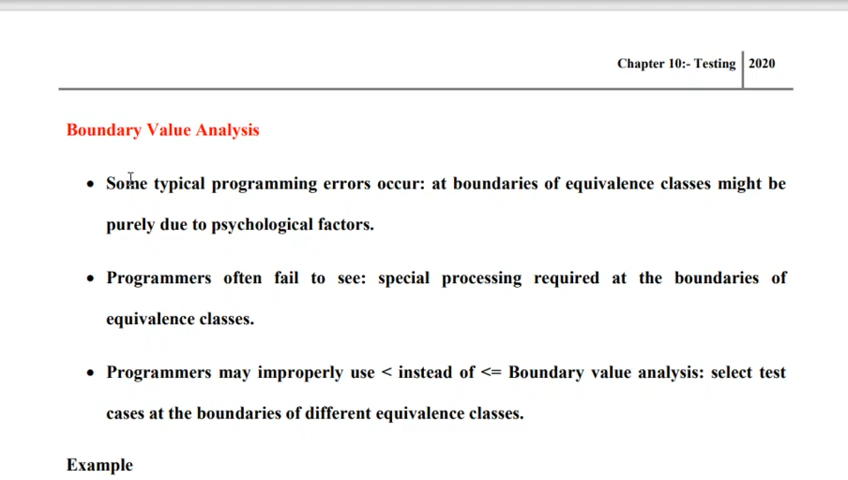 Chapter 10:- Testing 2020
Boundary Value Analysis
• Some typical programming errors occur: at boundaries of equivalence classes might be
purely due to psychological factors.
• Programmers often fail to see: special processing required at the boundaries of
equivalence classes.
• Programmers may improperly use < instead of <= Boundary value analysis: select test
cases at the boundaries of different equivalence classes.
Example